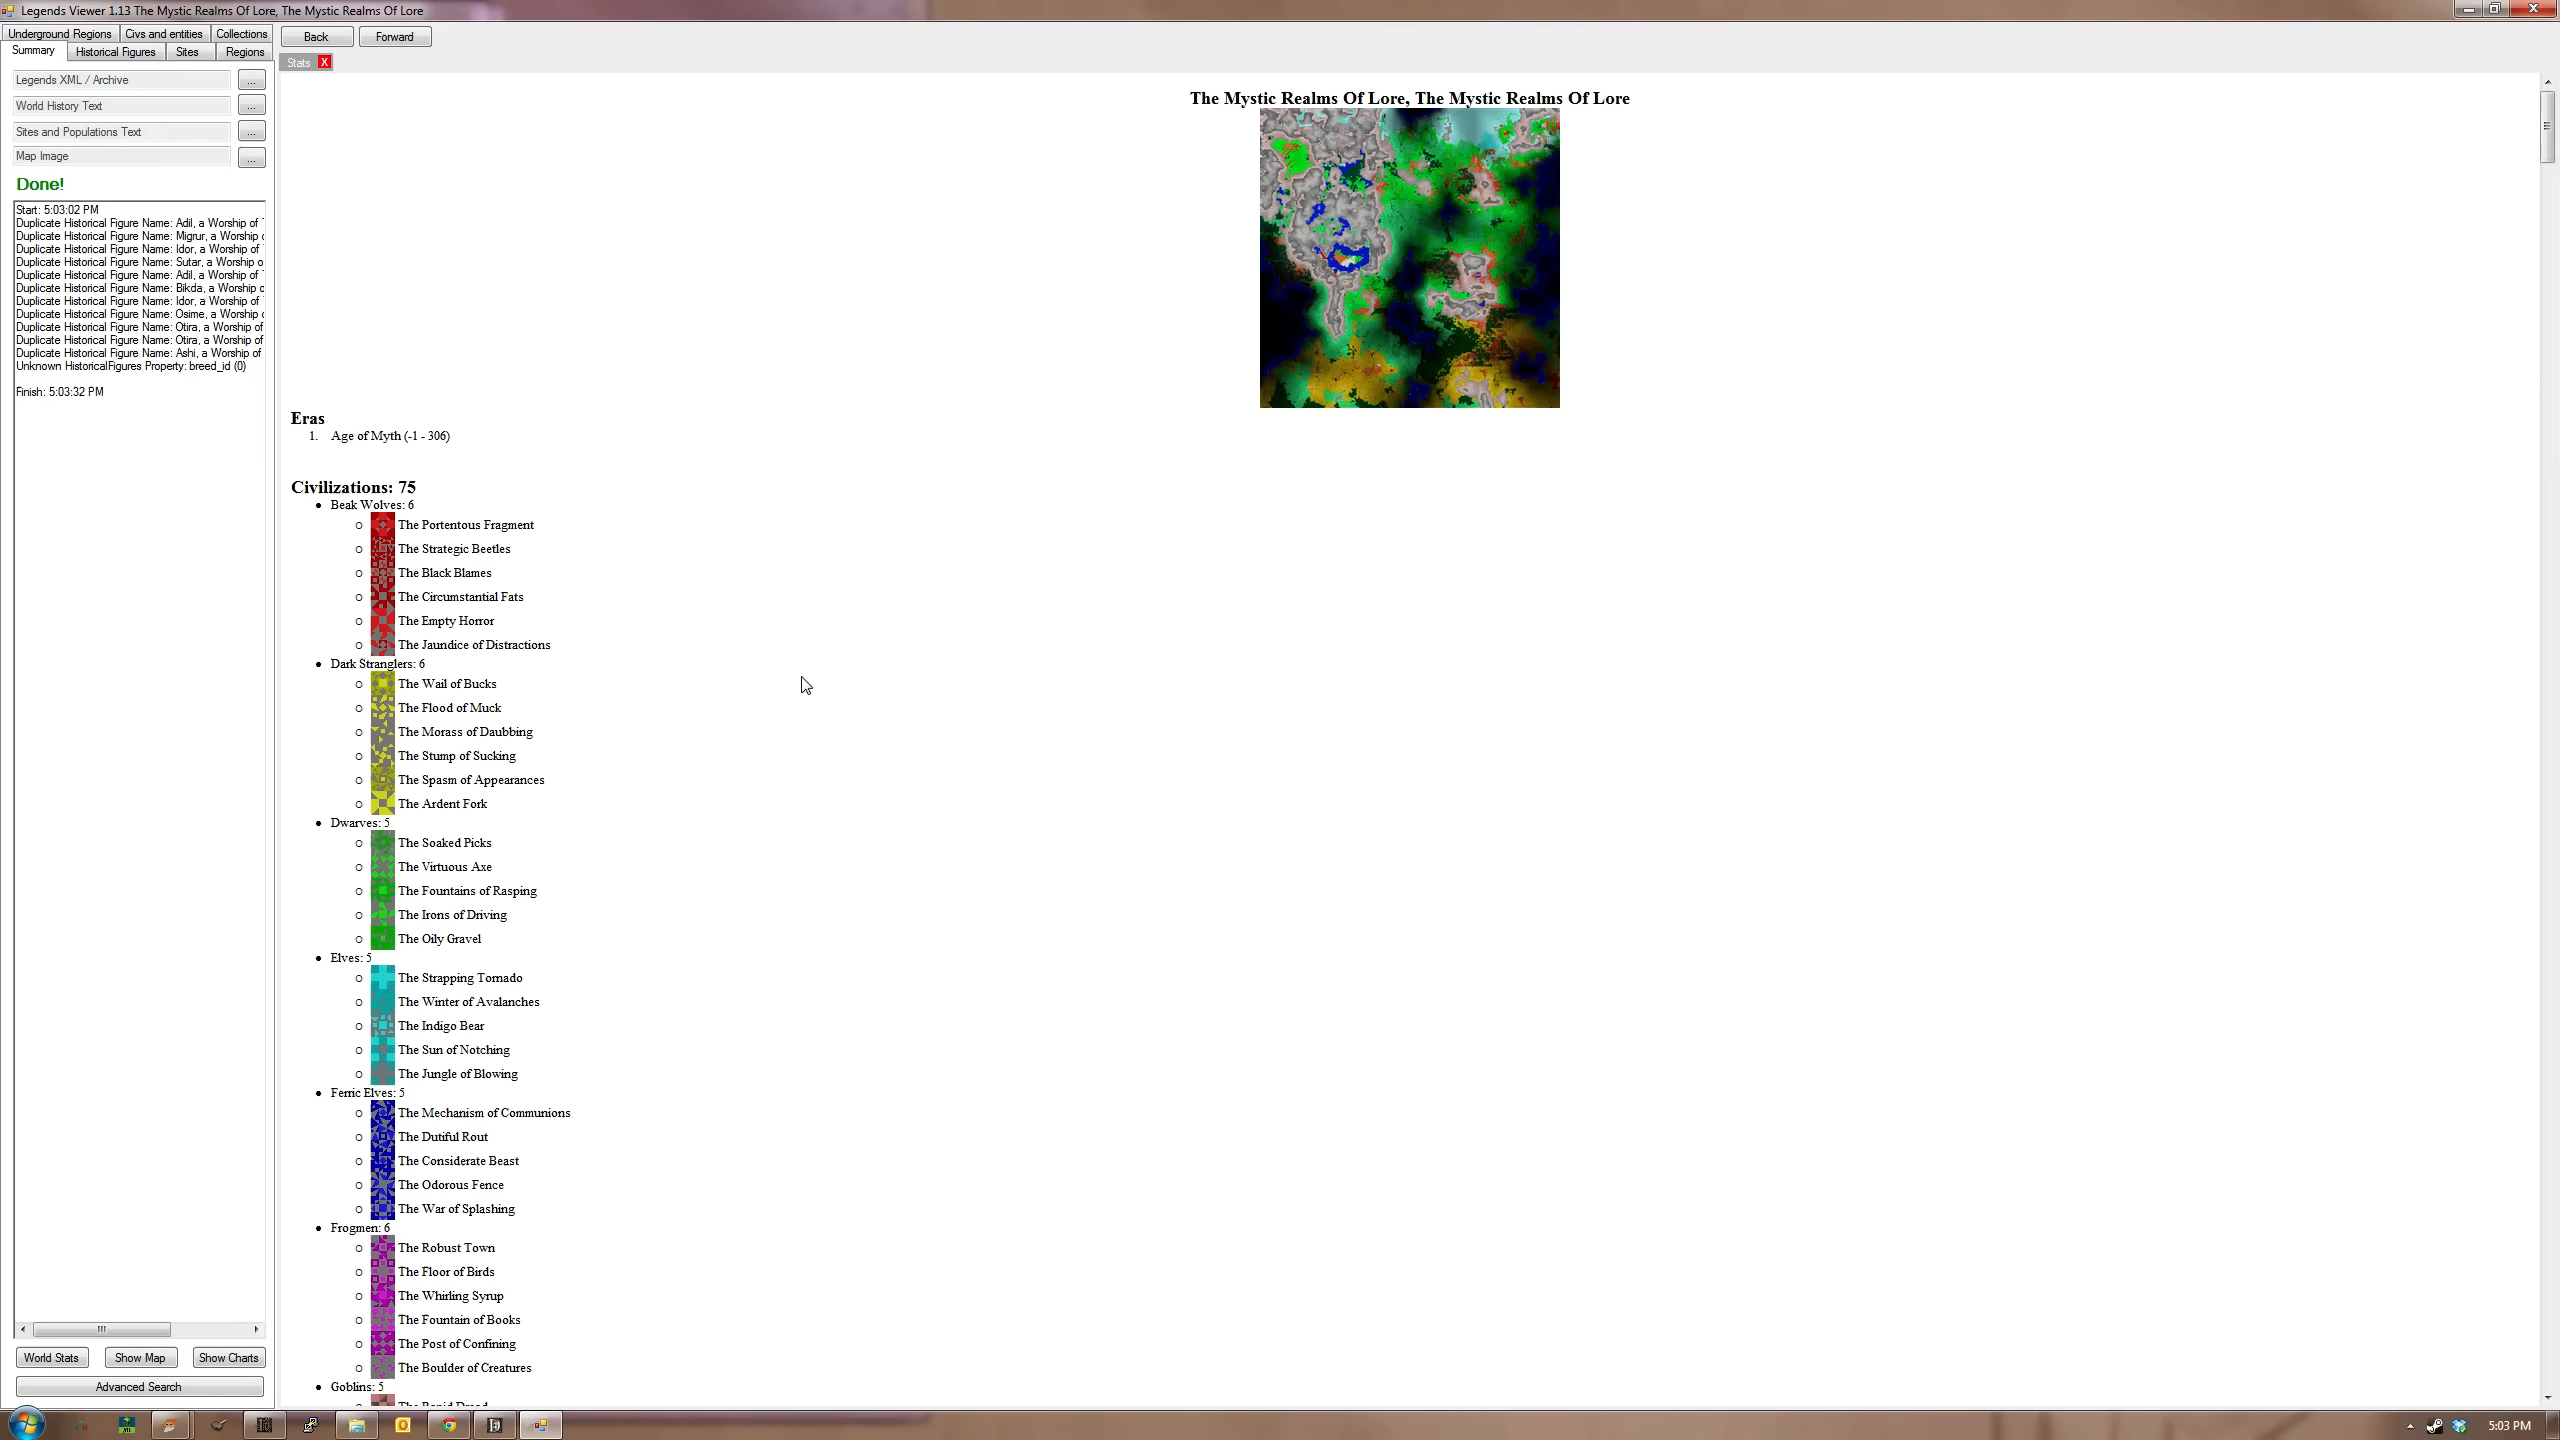 Legends Viewer 1.13 The Mystic Realms Of Lore, The Mystic Realms Of Lore
Underground Regions
Civs and entities
Collections
Summary
Historical Figures
Sites
Regions
Back
Forward
Stats
X
Legends XML / Archive
...
World History Text
...
Sites and Populations Text
...
Map Image
...
Done!
Start: 5:03:02 PM
Duplicate Historical Figure Name: Adil, a Worship of
Duplicate Historical Figure Name: Migrur, a Worship
Duplicate Historical Figure Name: Idor, a Worship of
Duplicate Historical Figure Name: Sutar, a Worship o
Duplicate Historical Figure Name: Adil, a Worship of
Duplicate Historical Figure Name: Bikda, a Worship o
Duplicate Historical Figure Name: Idor, a Worship of
Duplicate Historical Figure Name: Osime, a Worship
Duplicate Historical Figure Name: Otira, a Worship of
Duplicate Historical Figure Name: Otira, a Worship of
Duplicate Historical Figure Name: Ashi, a Worship of
Unknown HistoricalFigures Property: breed_id (0)
Finish: 5:03:32 PM
World Stats
Show Map
Show Charts
Advanced Search
The Mystic Realms Of Lore, The Mystic Realms Of Lore
Eras
1. Age of Myth (-1 - 306)
Civilizations: 75
Beak Wolves: 6
The Portentous Fragment
The Strategic Beetles
The Black Blames
The Circumstantial Fats
The Empty Horror
The Jaundice of Distractions
Dark Stranglers: 6
The Wail of Bucks
The Flood of Muck
The Morass of Daubing
The Stump of Sucking
The Spasm of Appearances
The Ardent Fork
Dwarves: 5
The Soaked Picks
The Virtuous Axe
The Fountains of Rasping
The Irons of Driving
The Oily Gravel
Elves: 5
The Strapping Tornado
The Winter of Avalanches
The Indigo Bear
The Sun of Notching
The Jungle of Blowing
Ferric Elves: 5
The Mechanism of Communions
The Dutiful Rout
The Considerate Beast
The Odorous Fence
The War of Splashing
Frogmen: 6
The Robust Town
The Floor of Birds
The Whirling Syrup
The Fountain of Books
The Post of Confining
The Boulder of Creatures
Goblins: 5
5:03 PM